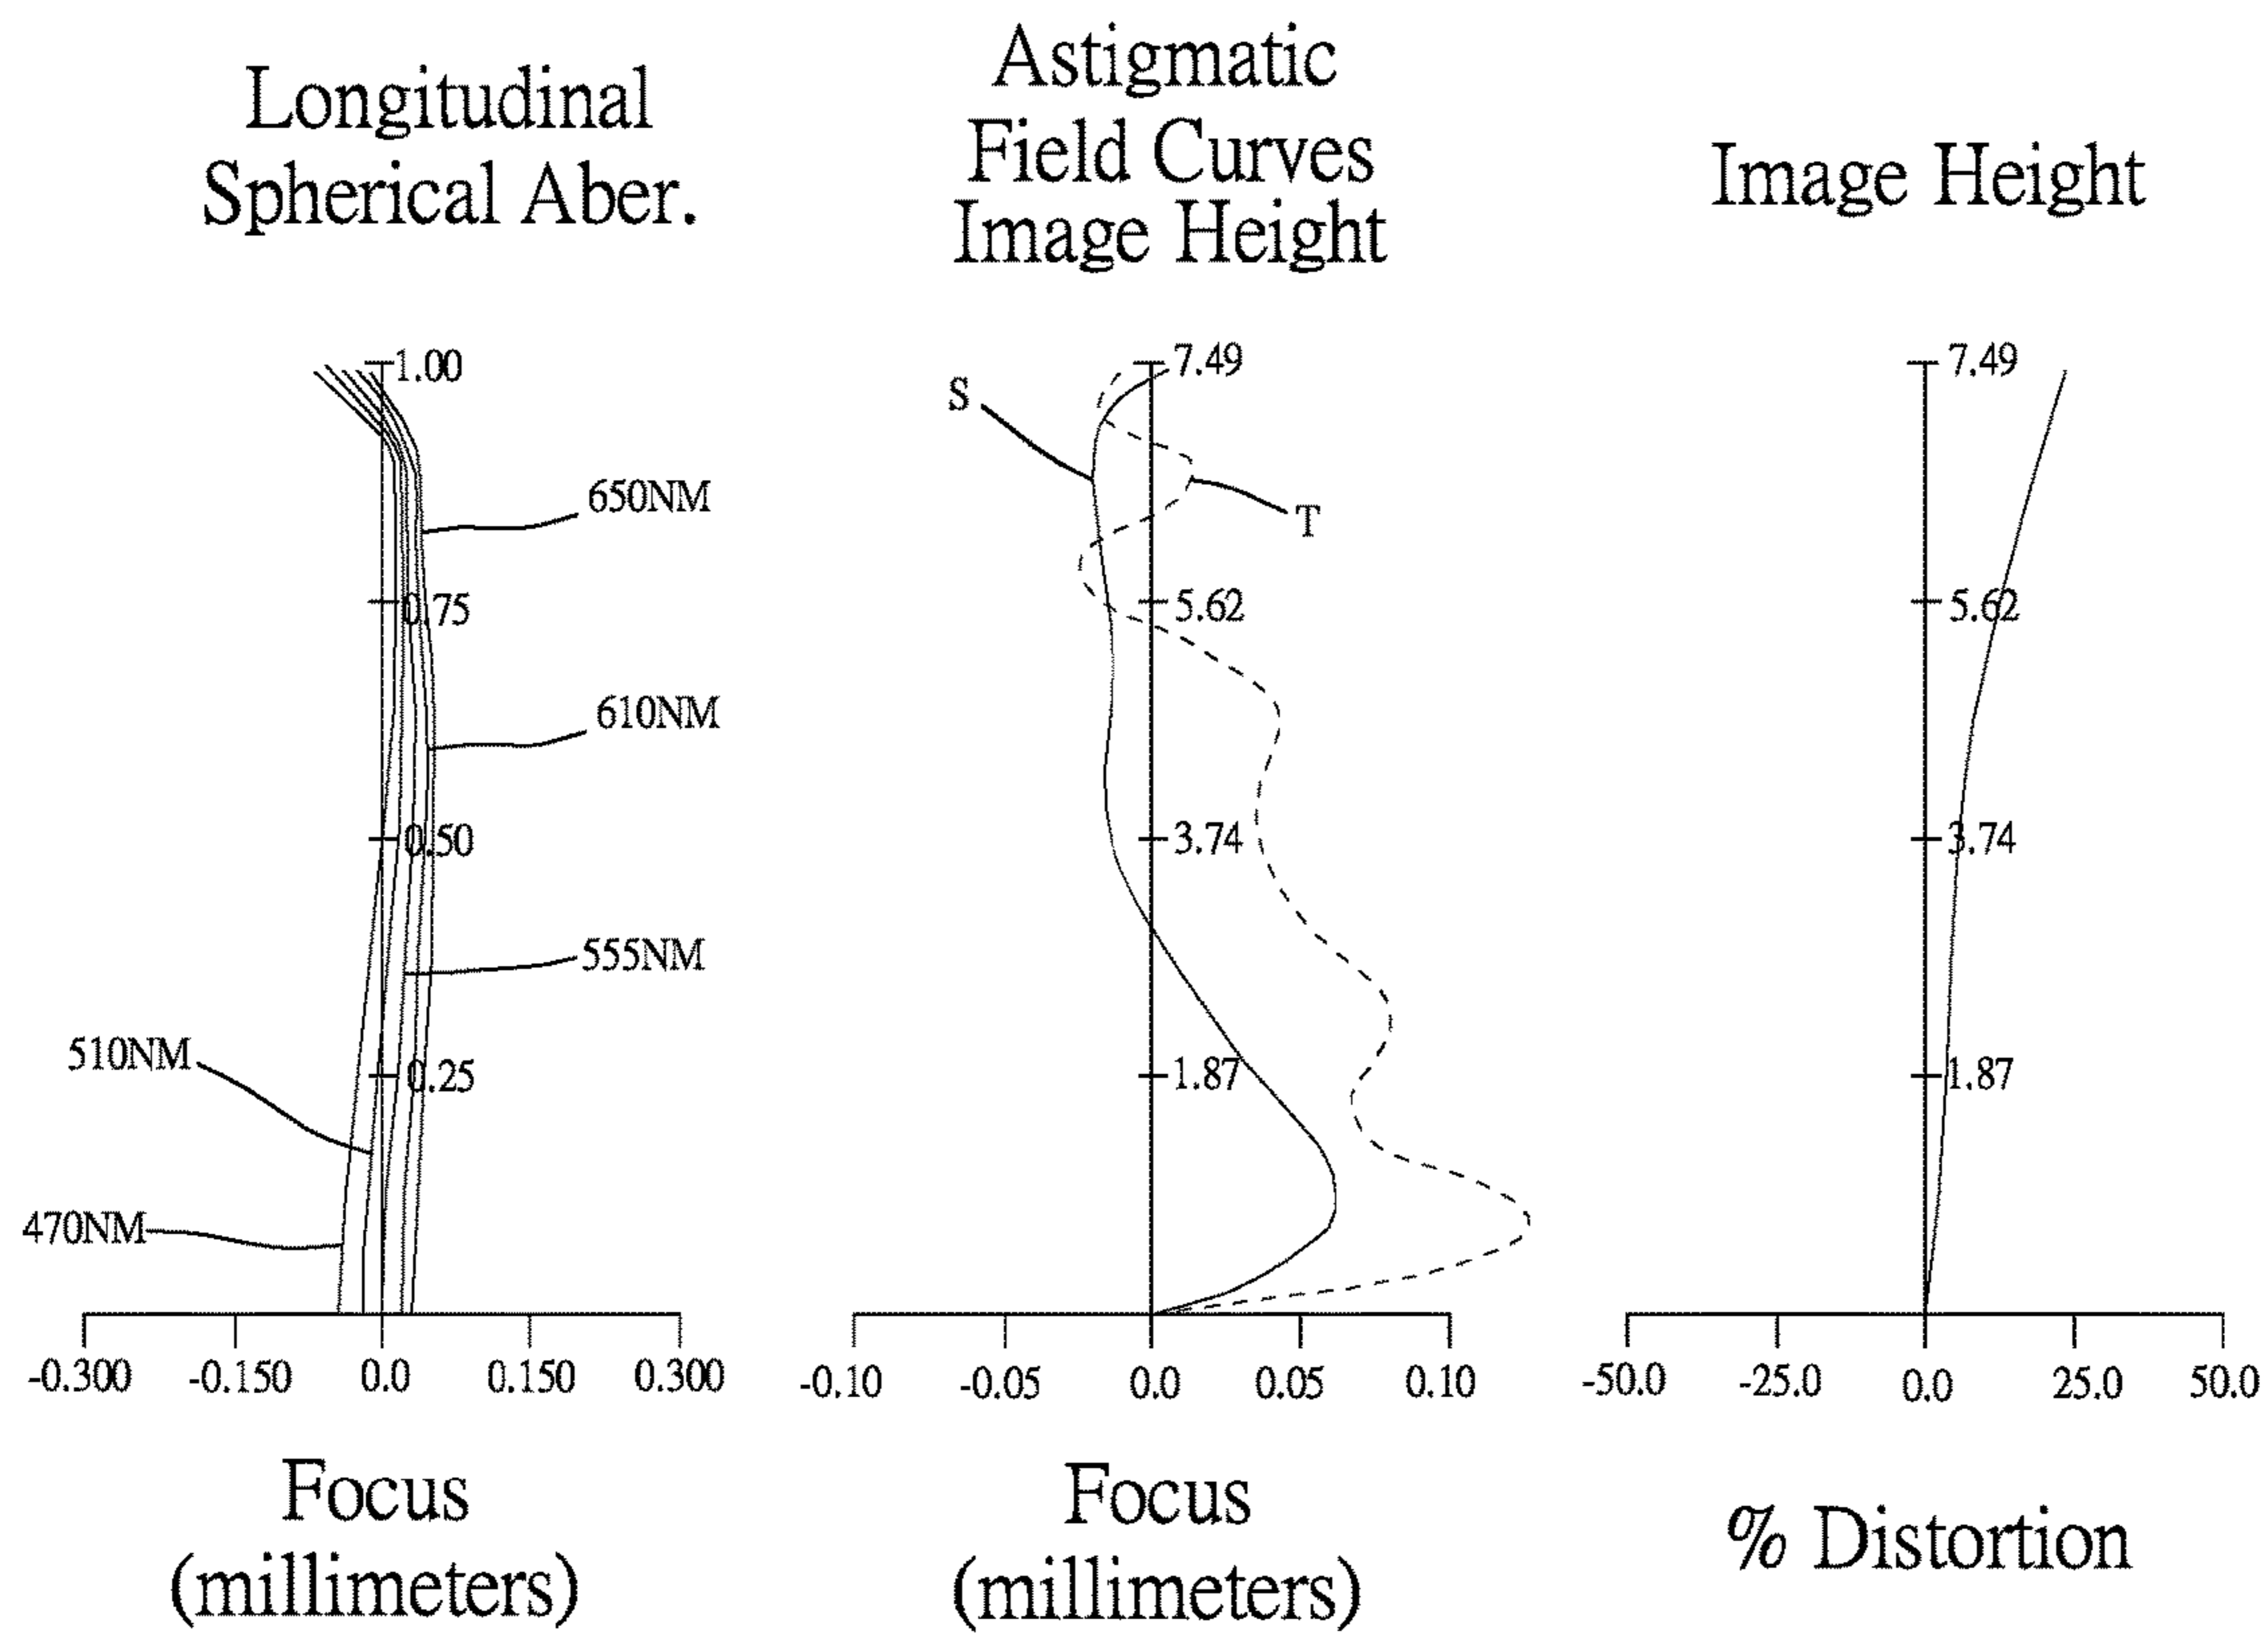 Longitudinal
Spherical Aber.
1.00
650NM
0.75
610NM
0.50
555NM
510NM
0.25
470NM
-0.300 -0.150 0.0 0.150 0.300
Focus
(millimeters)
Astigmatic
Field Curves
Image Height
7.49
S
T
5.62
3.74
1.87
-0.10 -0.05 0.0 0.05 0.10
Focus
(millimeters)
Image Height
7.49
5.62
3.74
1.87
-50.0 -25.0 0.0 25.0 50.0
% Distortion